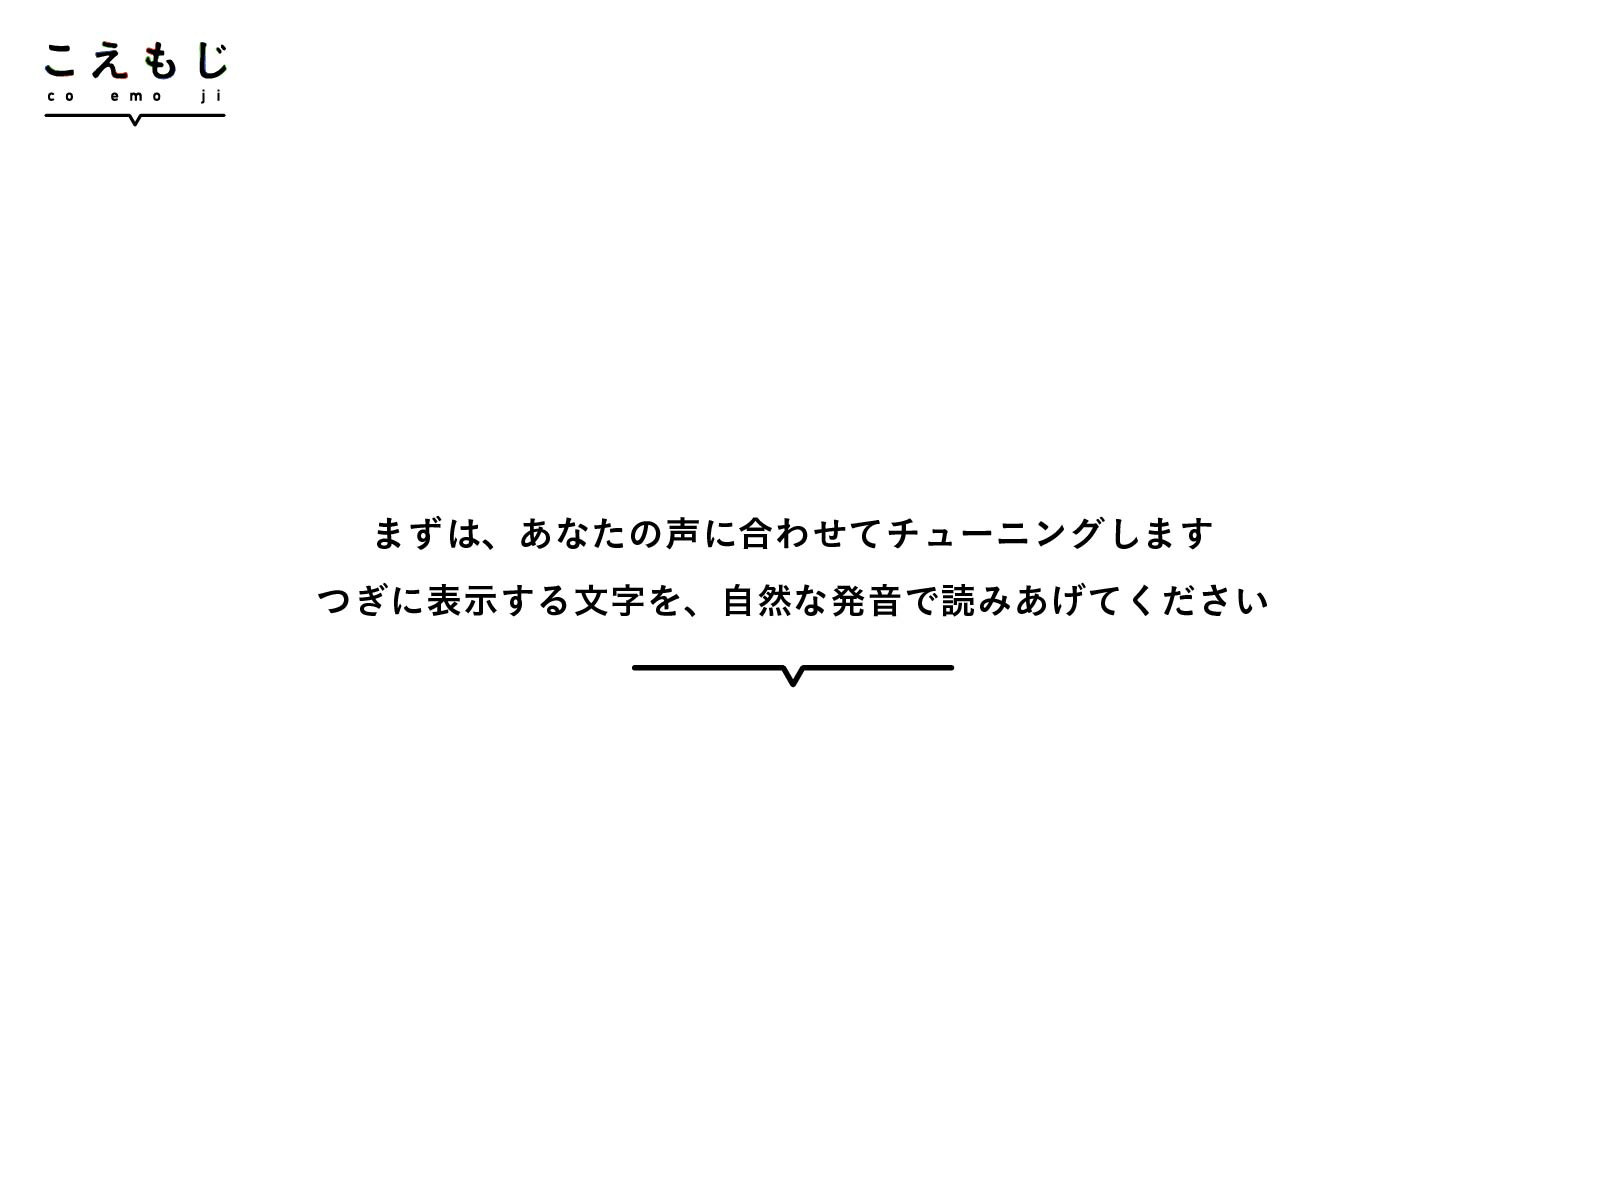 こえもじ
co emo ji
まずは、あなたの声に合わせてチューニングします
つぎに表示する文字を、自然な発音で読みあげてください